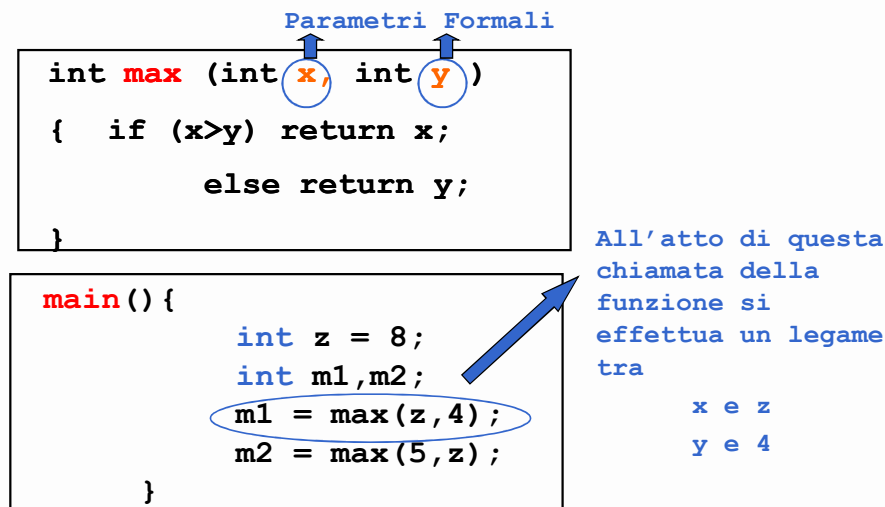 Parametri Formali
int max (int x, int y )
{ if (x>y) return x;
else return y;
}
All'atto di questa
chiamata della
funzione si
effettua un legame
tra
x e z
y e 4
main(){
int z = 8;
int m1,m2;
m1 = max(z,4);
m2 = max(5,z);
}